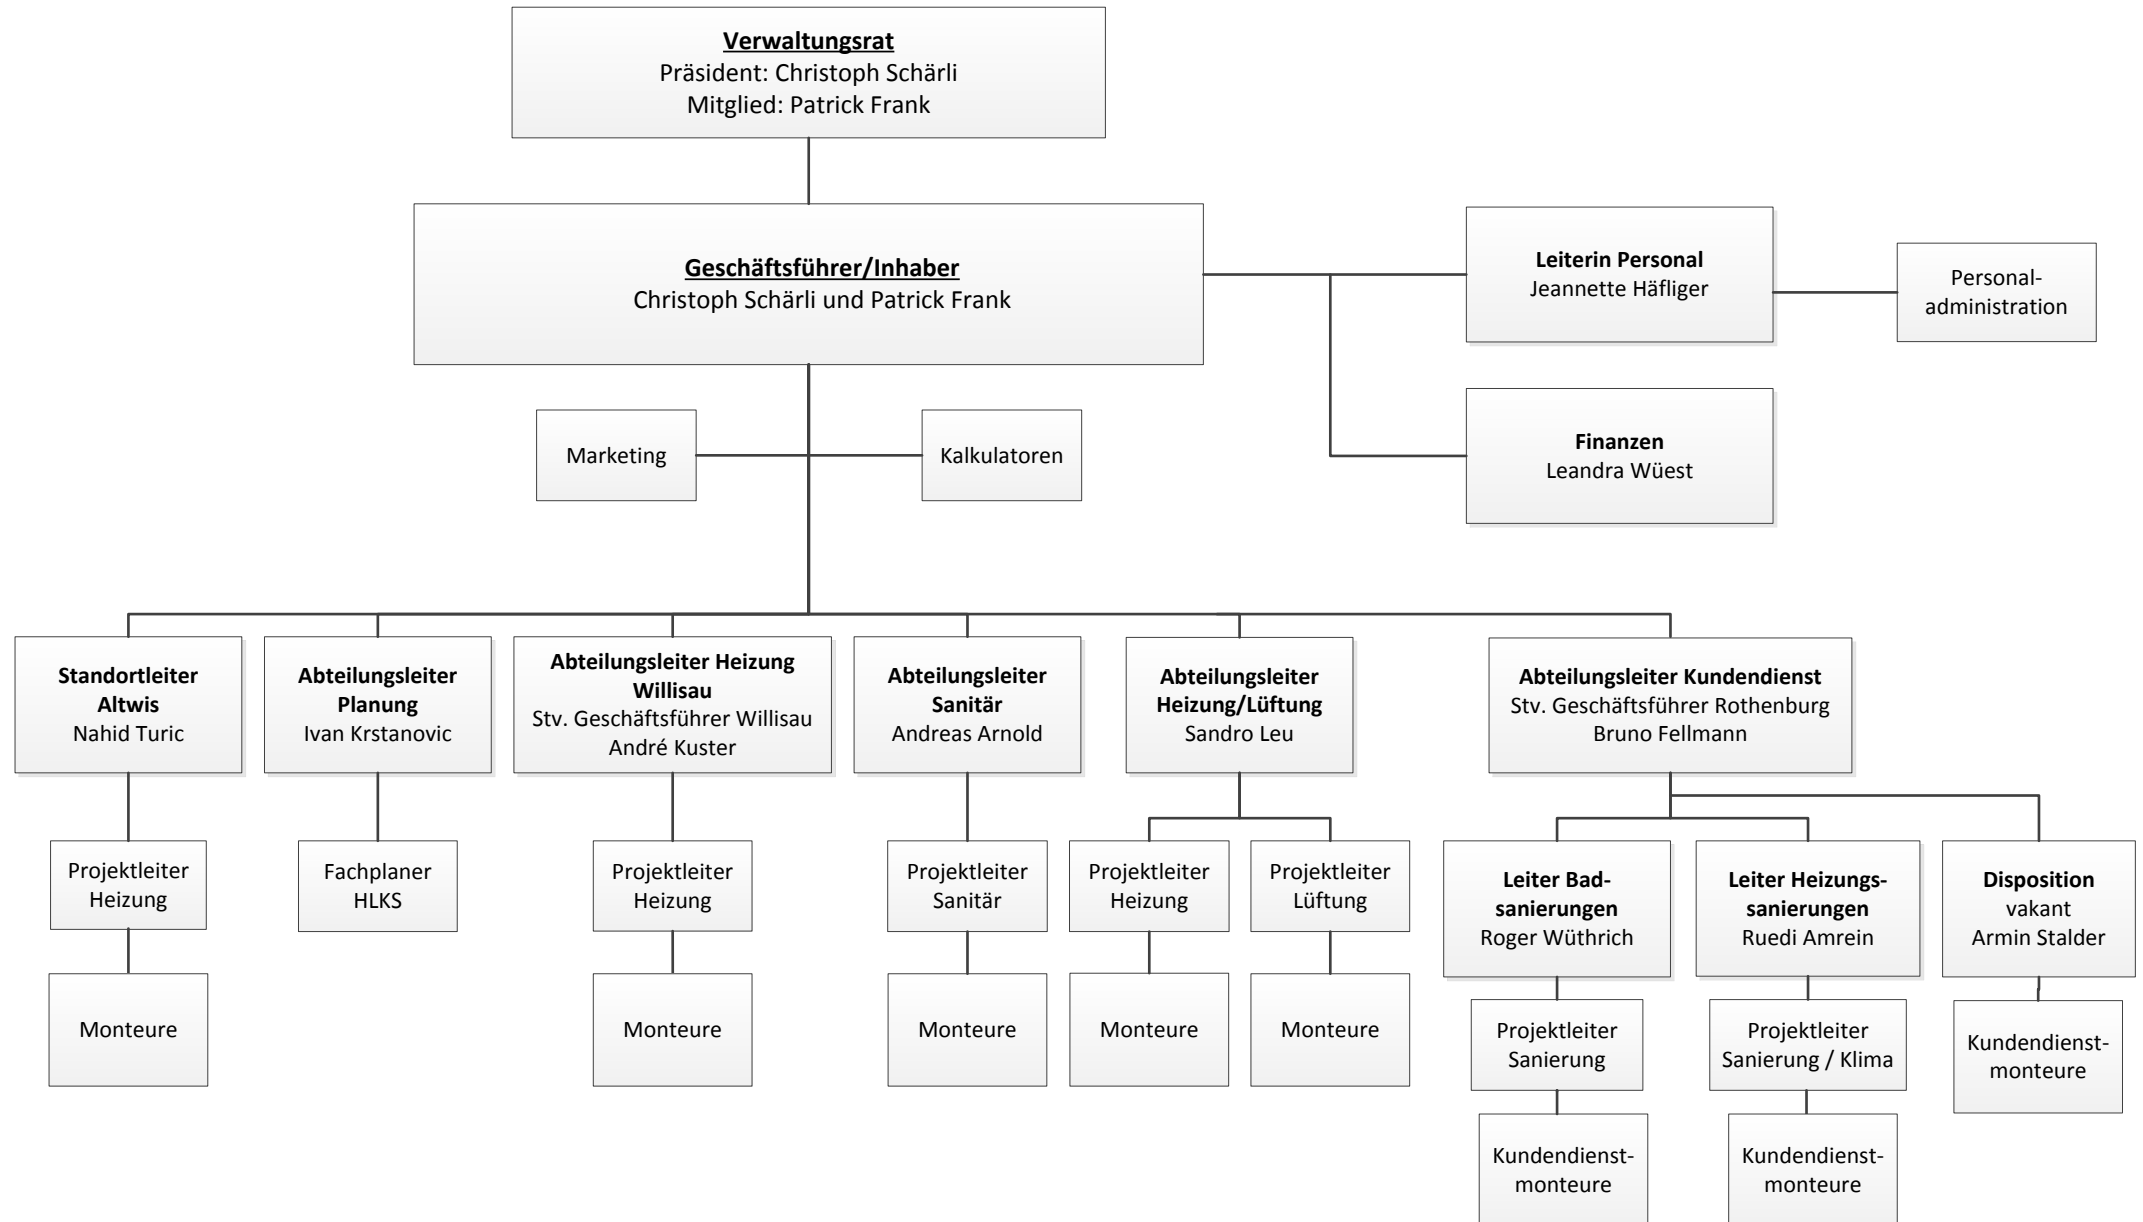 Verwaltungsrat
Präsident: Christoph Schärli
Mitglied: Patrick Frank
Geschäftsführer/Inhaber
Christoph Schärli und Patrick Frank
Leiterin Personal
Jeannette Häfliger
Personal-
administration
Finanzen
Leandra Wüest
Marketing
Kalkulatoren
Standortleiter
Altwis
Nahid Turic
Abteilungsleiter
Planung
Ivan Krstanovic
Abteilungsleiter Heizung
Willisau
Stv. Geschäftsführer Willisau
André Kuster
Abteilungsleiter
Sanitär
Andreas Arnold
Abteilungsleiter
Heizung/Lüftung
Sandro Leu
Abteilungsleiter Kundendienst
Stv. Geschäftsführer Rothenburg
Bruno Fellmann
Projektleiter
Heizung
Fachplaner
HLKS
Projektleiter
Heizung
Projektleiter
Sanitär
Projektleiter
Heizung
Projektleiter
Lüftung
Leiter Bad-
sanierungen
Roger Wüthrich
Leiter Heizungs-
sanierungen
Ruedi Amrein
Disposition
vakant
Armin Stalder
Monteure
Monteure
Monteure
Monteure
Monteure
Projektleiter
Sanierung
Projektleiter
Sanierung / Klima
Kundendienst-
monteure
Kundendienst-
monteure
Kundendienst-
monteure